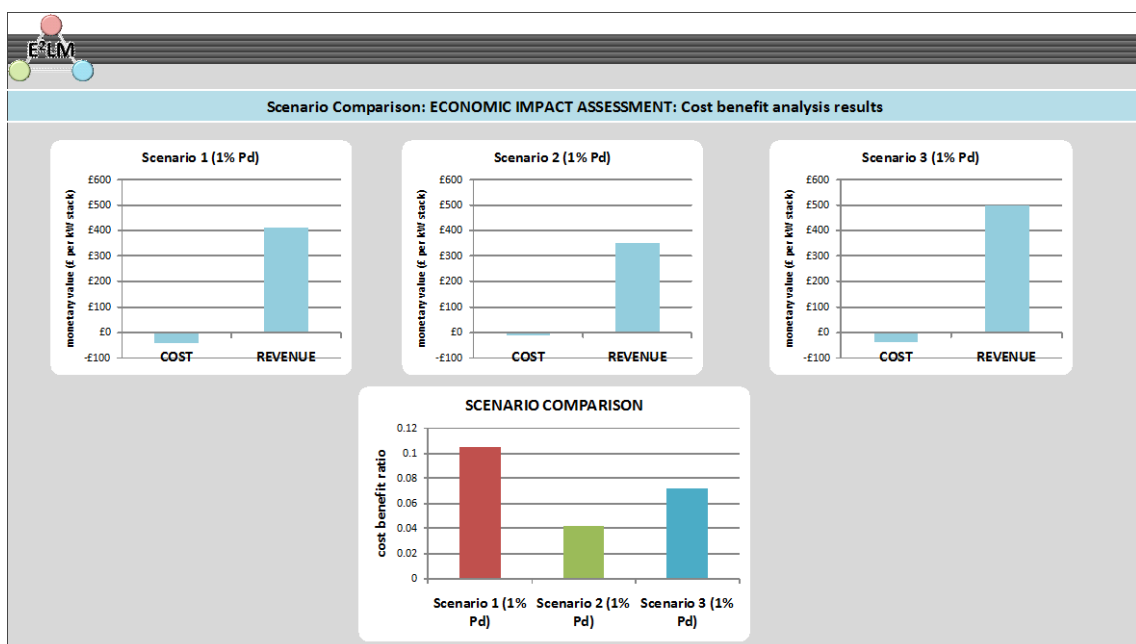 E²LM
Scenario Comparison: ECONOMIC IMPACT ASSESSMENT: Cost benefit analysis results
Scenario 1 (1% Pd)
monetary value (£ per kW stack)
£600
£500
£400
£300
£200
£100
£0
-£100
COST
REVENUE
Scenario 2 (1% Pd)
monetary value (£ per kW stack)
£600
£500
£400
£300
£200
£100
£0
-£100
COST
REVENUE
Scenario 3 (1% Pd)
monetary value (£ per kW stack)
£600
£500
£400
£300
£200
£100
£0
-£100
COST
REVENUE
SCENARIO COMPARISON
cost benefit ratio
0.12
0.1
0.08
0.06
0.04
0.02
0
Scenario 1 (1%
Pd)
Scenario 2 (1%
Pd)
Scenario 3 (1%
Pd)